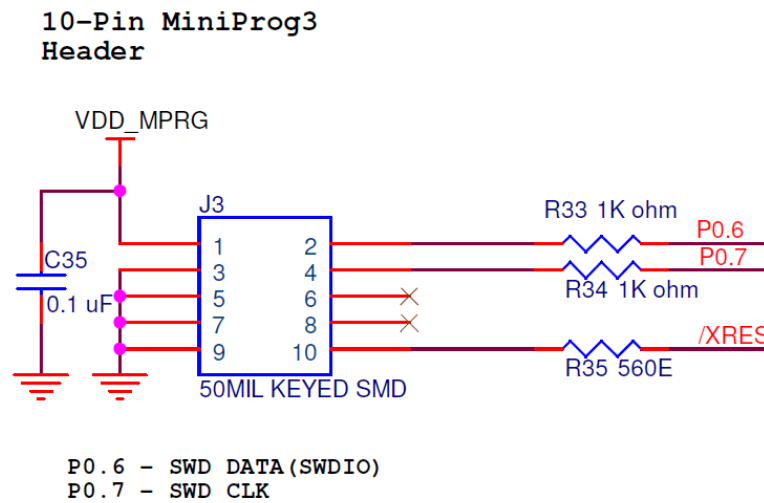 10-Pin MiniProg3
Header
VDD_MPRG
J3
R33 1K ohm
P0.6
1 2
P0.7
C35
3 4
R34 1K ohm
0.1 uF
5 6
7 8
/XRES
9 10
R35 560E
50MIL KEYED SMD
P0.6 - SWD DATA(SWDIO)
P0.7 - SWD CLK